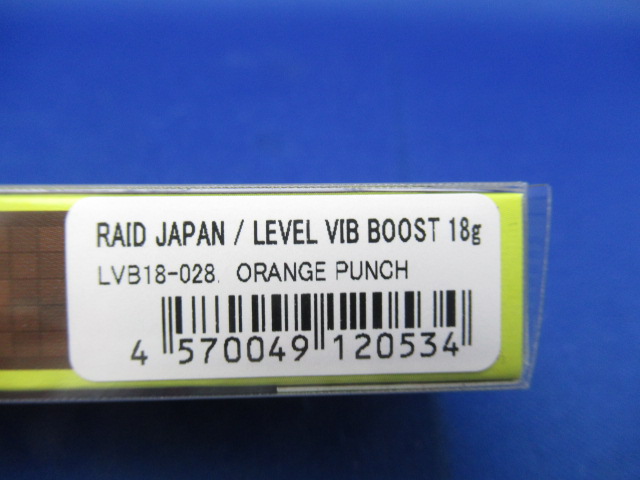 RAID JAPAN / LEVEL VIB BOOST 18g
LVB18-028. ORANGE PUNCH
4 570049 120534